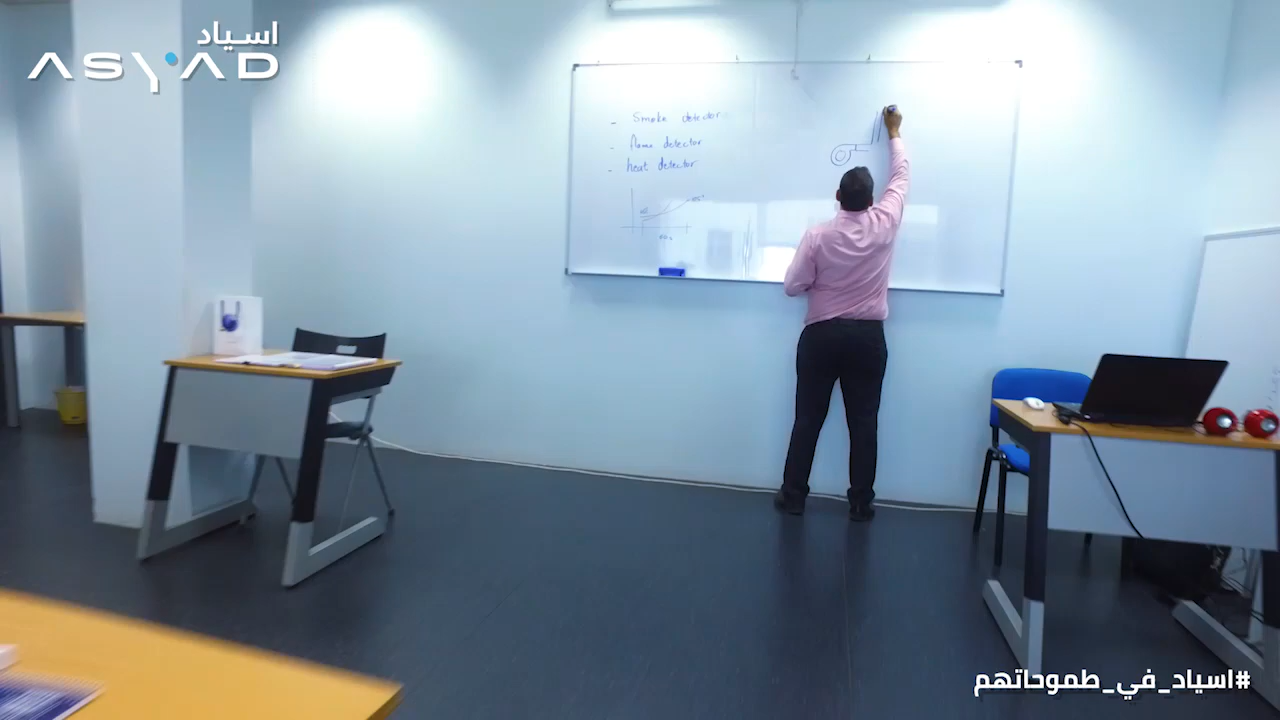 اسياد
ASYAD
- Smoke detector
- flame detector
- heat detector
#اسياد_في_طموحاتهم